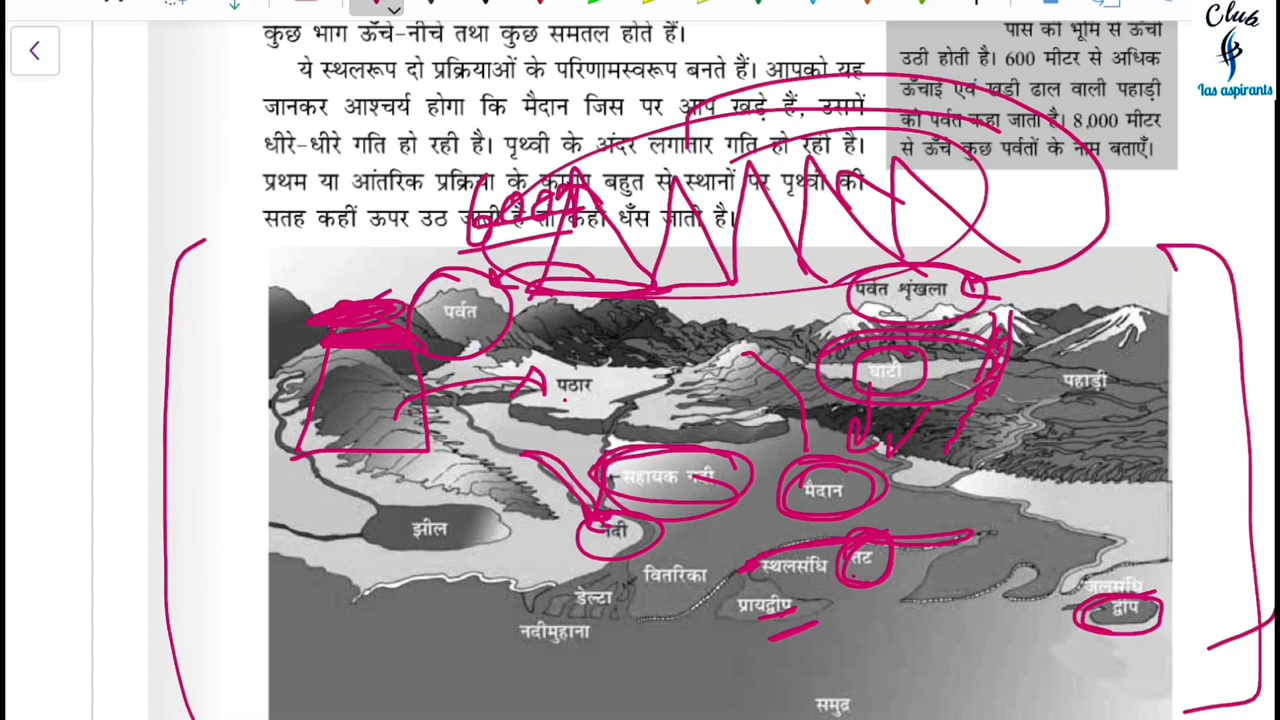 कुछ भाग ऊँचे-नीचे तथा कुछ समतल होते हैं।
ये स्थलरूप दो प्रक्रियाओं के परिणामस्वरूप बनते हैं। आपको यह
जानकर आश्चर्य होगा कि मैदान जिस पर आप खड़े हैं, उसमें
धीरे-धीरे गति हो रही है। पृथ्वी के अंदर लगातार गति हो रही है।
प्रथम या आंतरिक प्रक्रिया के कारण बहुत से स्थानों पर पृथ्वी की
सतह कहीं ऊपर उठ जाती है तो कहीं धँस जाती है।
पास की भूमि से ऊँची
उठी होती है। 600 मीटर से अधिक
ऊँचाई एवं खड़ी ढाल वाली पहाड़ी
को पर्वत कहा जाता है। 8,000 मीटर
से ऊँचे कुछ पर्वतों के नाम बताएँ।
Club
Ias aspirants
पर्वत श्रृंखला
पर्वत
घाटी
पठार
पहाड़ी
सहायक नदी
मैदान
झील
नदी
वितरिका
स्थलसंधि
तट
जलसंधि
डेल्टा
प्रायद्वीप
द्वीप
नदीमुहाना
समुद्र